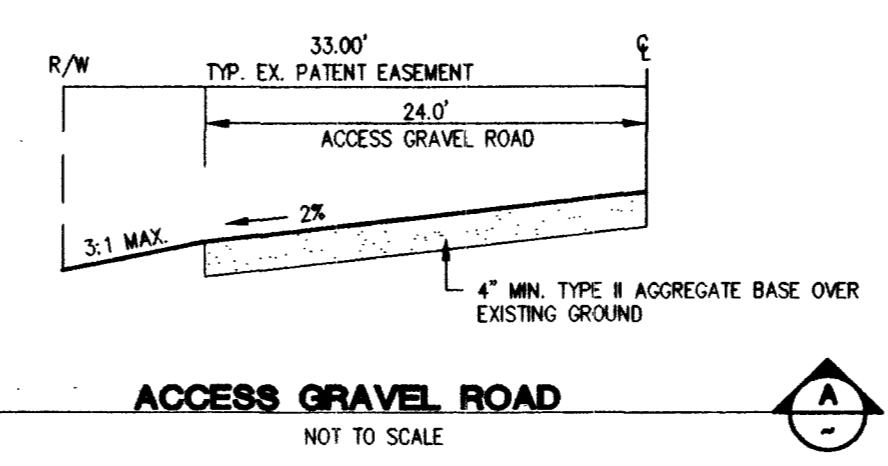 33.00'
R/W
℄
TYP. EX. PATENT EASEMENT
24.0'
ACCESS GRAVEL ROAD
2%
3:1 MAX.
4" MIN. TYPE II AGGREGATE BASE OVER
EXISTING GROUND
ACCESS GRAVEL ROAD
NOT TO SCALE
A
~